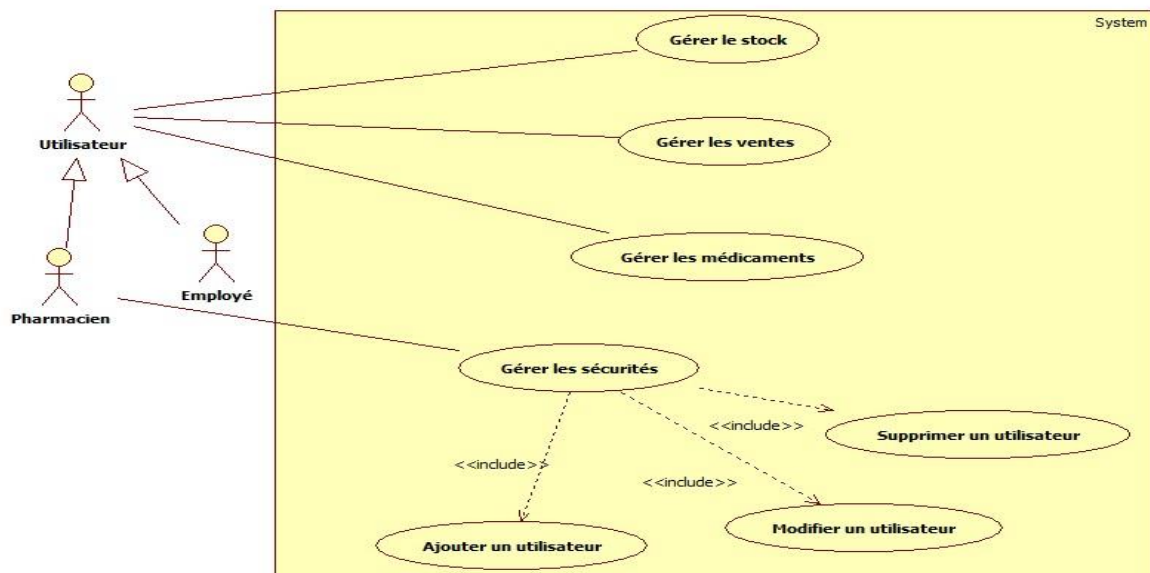 System
Gérer le stock
Utilisateur
Gérer les ventes
Gérer les médicaments
Employé
Pharmacien
Gérer les sécurités
<<include>>
Supprimer un utilisateur
<<include>>
<<include>>
Modifier un utilisateur
Ajouter un utilisateur